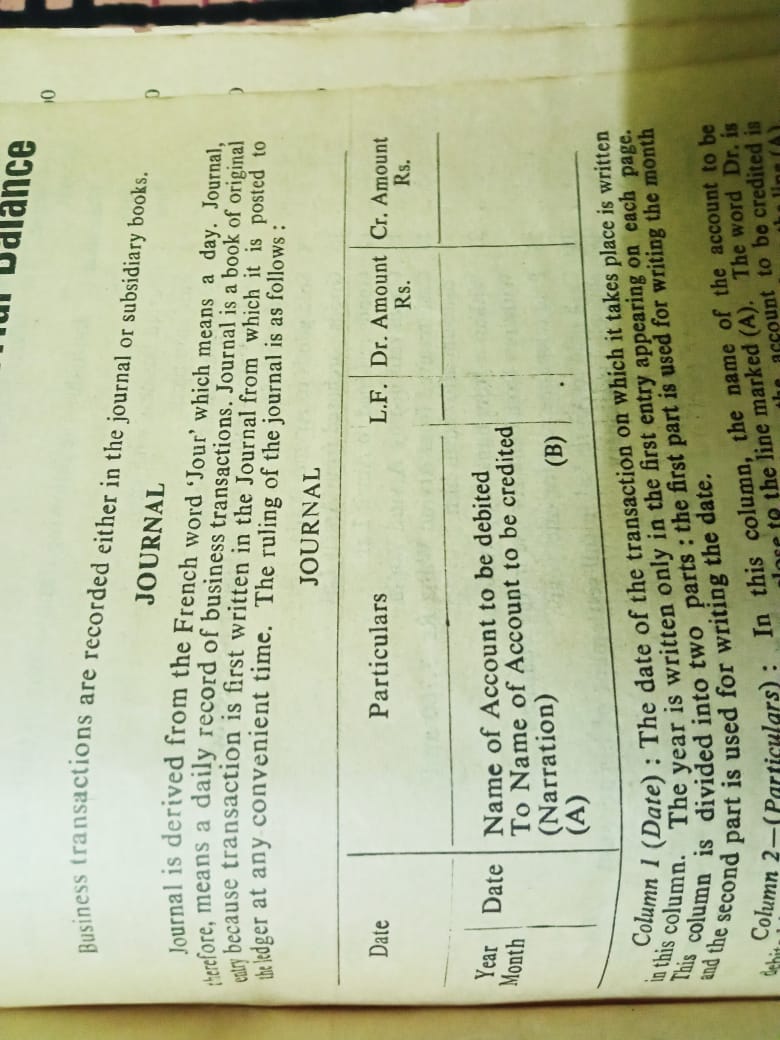 Balance
Business transactions are recorded either in the journal or subsidiary books.
JOURNAL
Journal is derived from the French word ‘Jour’ which means a day. Journal,
therefore, means a daily record of business transactions. Journal is a book of original
entry because transaction is first written in the Journal from which it is posted to
the ledger at any convenient time. The ruling of the journal is as follows :
JOURNAL
Date Particulars L.F. Dr. Amount Rs. Cr. Amount Rs.
Year Month Date Name of Account to be debited
To Name of Account to be credited
(Narration)
(A) (B)
Column 1 (Date) : The date of the transaction on which it takes place is written
in this column. The year is written only in the first entry appearing on each page.
This column is divided into two parts : the first part is used for writing the month
and the second part is used for writing the date.
Column 2—(Particulars) : In this column, the name of the account to be
to the line marked (A). The word Dr. is
account to be credited is